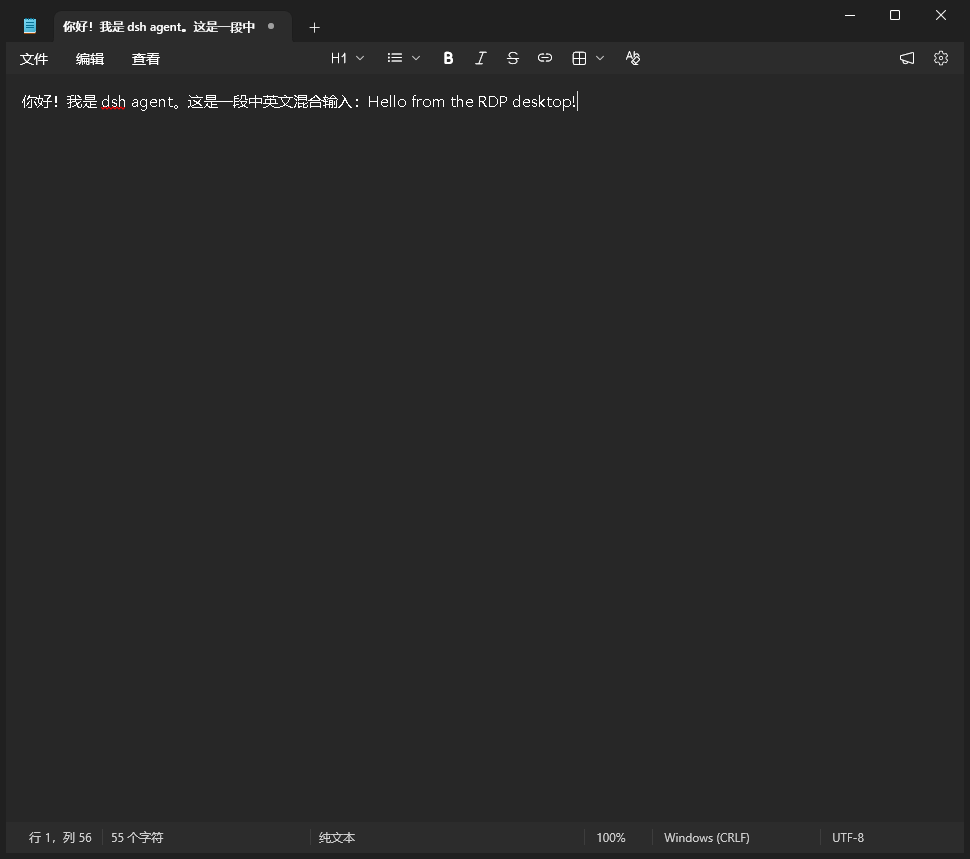 你好！我是 dsh agent。这是一段中
文件 编辑 查看 H1 B I S A
你好！我是 dsh agent。这是一段中英文混合输入：Hello from the RDP desktop!
行 1，列 56 55 个字符 纯文本 100% Windows (CRLF) UTF-8